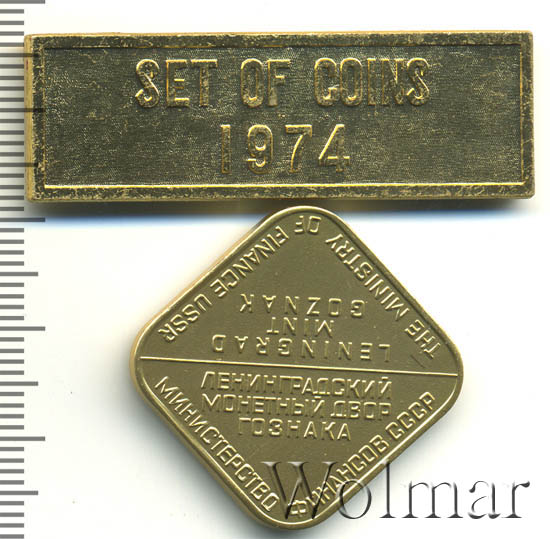 SET OF COINS
1974
THE MINISTRY OF FINANCE USSR
LENINGRAD
MINT
GOZNAK
ЛЕНИНГРАДСКИЙ
МОНЕТНЫЙ ДВОР
ГОЗНАКА
МИНИСТЕРСТВО ФИНАНСОВ СССР
Wolmar